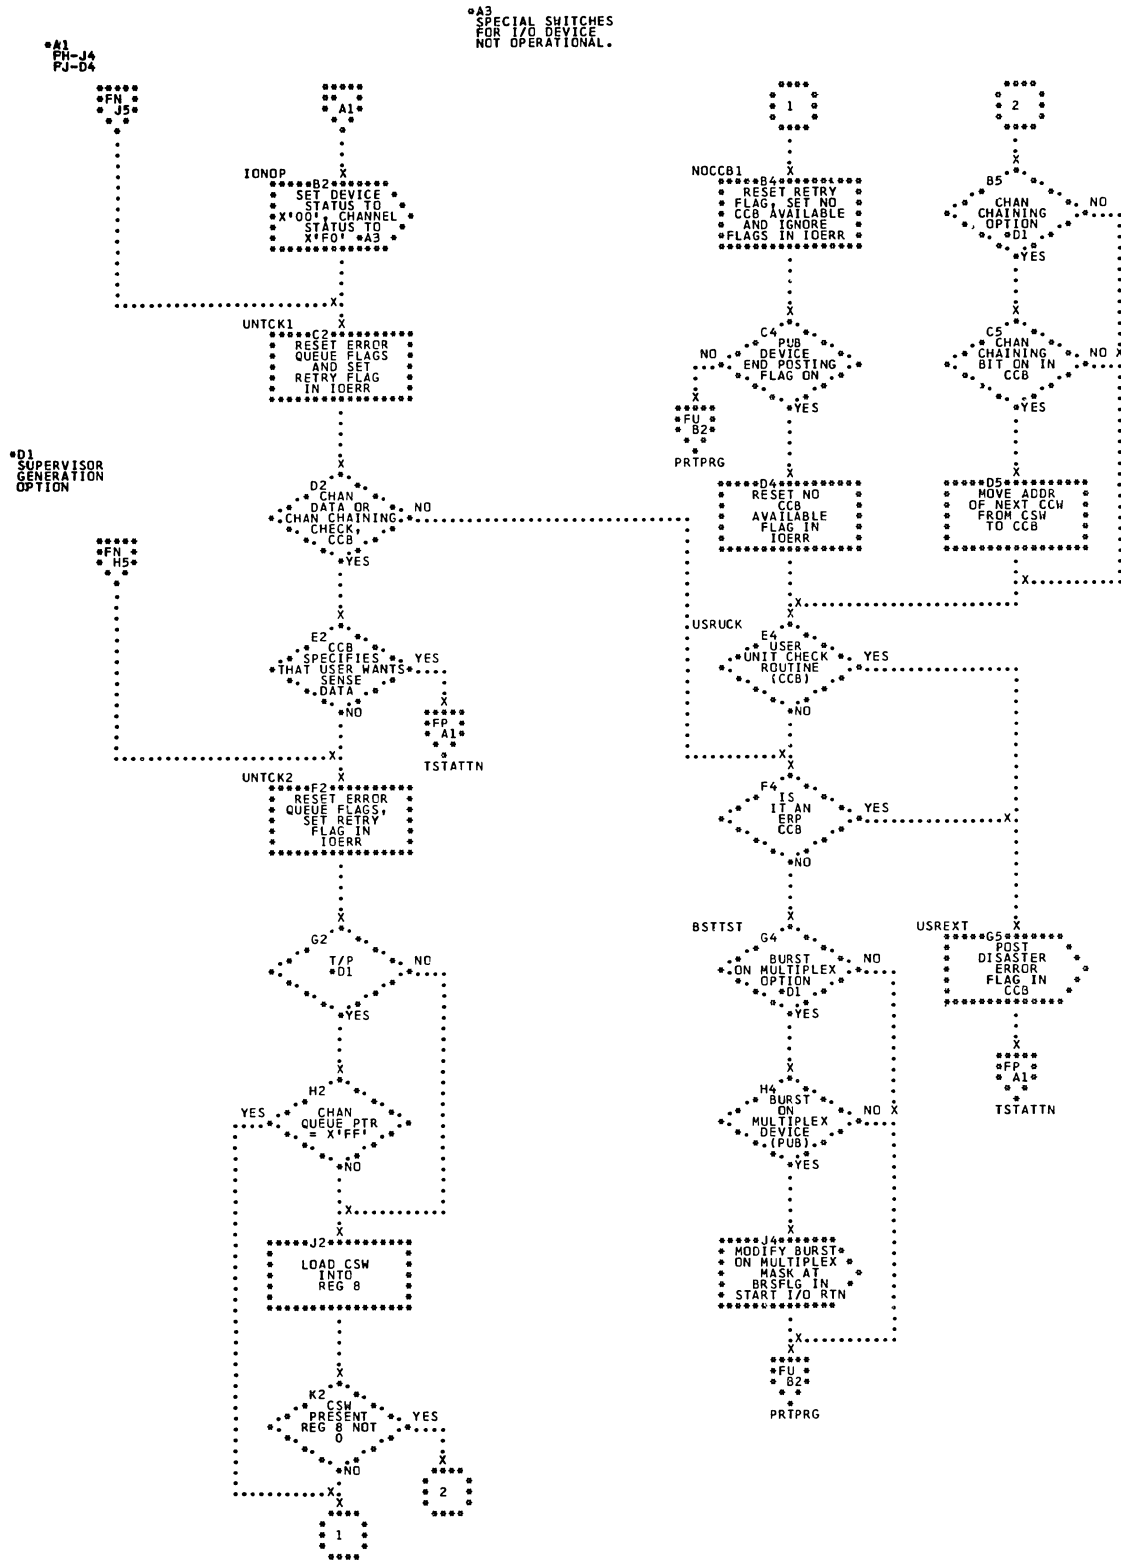 *A3
SPECIAL SWITCHES
FOR I/O DEVICE
NOT OPERATIONAL.
*A1
PH-J4
PJ-D4
FN
J5
A1
IONOP
B2
SET DEVICE
STATUS TO
X'00', CHANNEL
STATUS TO
X'F0' *A3
UNTCK1
C2
RESET ERROR
QUEUE FLAGS
AND SET
RETRY FLAG
IN IOERR
*D1
SUPERVISOR
GENERATION
OPTION
D2
CHAN
DATA OR
CHAN CHAINING
CHECK,
CCB
NO
YES
FN
H5
E2
CCB
SPECIFIES
THAT USER WANTS
SENSE
DATA
YES
NO
FP
A1
TSTATTN
UNTCK2
F2
RESET ERROR
QUEUE FLAGS,
SET RETRY
FLAG IN
IOERR
G2
T/P
*D1
NO
YES
H2
CHAN
QUEUE PTR
= X'FF'
YES
NO
J2
LOAD CSW
INTO
REG 8
K2
CSW
PRESENT
REG 8 NOT
0
YES
NO
2
1
1
NOCCB1
B4
RESET RETRY
FLAG, SET NO
CCB AVAILABLE
AND IGNORE
FLAGS IN IOERR
C4
PUB
DEVICE
END POSTING
FLAG ON
NO
YES
FU
B2
PRTPRG
D4
RESET NO
CCB
AVAILABLE
FLAG IN
IOERR
USRUCK
E4
USER
UNIT CHECK
ROUTINE
(CCB)
YES
NO
F4
IS
IT AN
ERP
CCB
YES
NO
BSTTST
G4
BURST
ON MULTIPLEX
OPTION
*D1
NO
YES
H4
BURST
ON
MULTIPLEX
DEVICE
(PUB)
NO
YES
J4
MODIFY BURST
ON MULTIPLEX
MASK AT
BRSFLG IN
START I/O RTN
FU
B2
PRTPRG
2
B5
CHAN
CHAINING
OPTION
*D1
NO
YES
C5
CHAN
CHAINING
BIT ON IN
CCB
NO
YES
D5
MOVE ADDR
OF NEXT CCW
FROM CSW
TO CCB
USREXT
G5
POST
DISASTER
ERROR
FLAG IN
CCB
FP
A1
TSTATTN